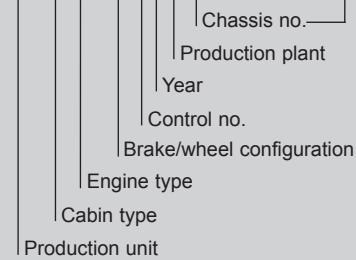 Chassis no.
Production plant
Year
Control no.
Brake/wheel configuration
Engine type
Cabin type
Production unit